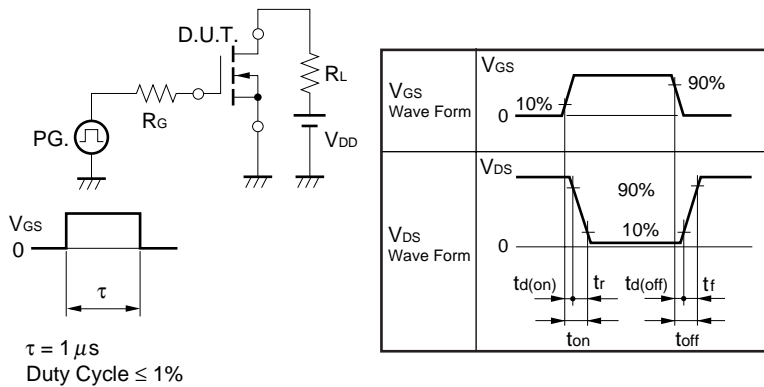 D.U.T.
RL
RG
PG.
VDD
VGS
0
τ
τ = 1 μs
Duty Cycle ≤ 1%
VGS
Wave Form
VGS
10%
90%
0
VDS
Wave Form
VDS
90%
10%
0
td(on)
tr
td(off)
tf
ton
toff